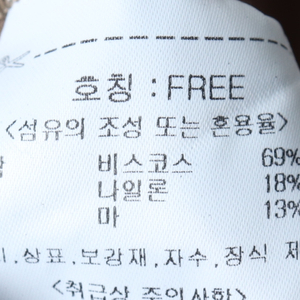 호칭 : FREE
<섬유의 조성 또는 혼용율>
비스코스 69%
나일론 18%
마 13%
,상표,보강재,자수,장식 제
<취급상 주의사항>